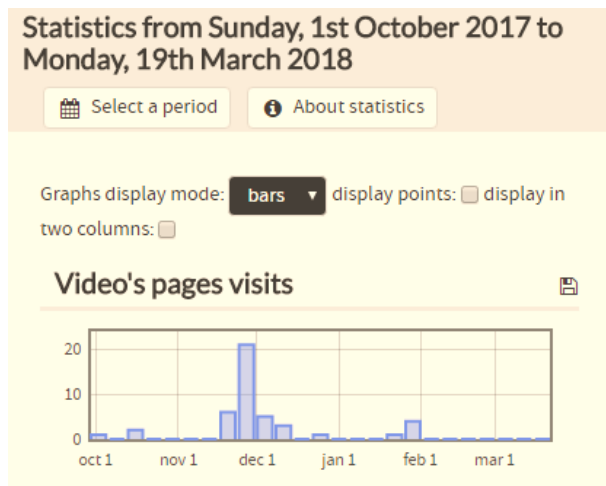 Statistics from Sunday, 1st October 2017 to
Monday, 19th March 2018
Select a period
About statistics
Graphs display mode: bars ▼ display points: display in
two columns:
Video's pages visits
20
10
0
oct 1 nov 1 dec 1 jan 1 feb 1 mar 1